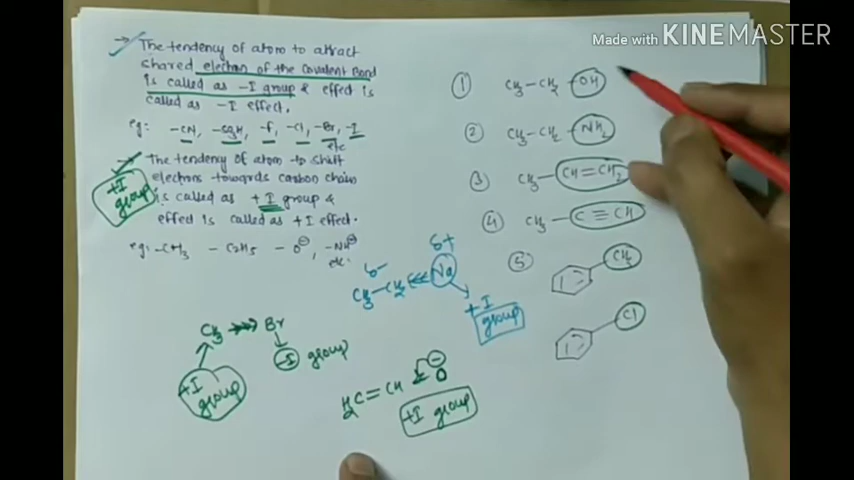 Made with KINEMASTER
The tendency of atom to attract
shared electron of the covalent Bond
is called as -I group & effect is
called as -I effect.
eg: -CN, -SO3H, -F, -Cl, -Br, -I
etc
The tendency of atom to shift
electrons towards carbon chain
is called as +I group &
effect is called as +I effect.
eg:-CH3 - C2H5 - O⊖, -NH⊖
etc.
+I
group
① CH3-CH2-OH
② CH3-CH2-NH2
③ CH3-CH=CH2
④ CH3-C≡CH
⑤ CH3
Cl
δ- δ+
CH3-CH2 Na
+I
group
CH3 Br
+I
group
-I group
H2C=CH O⊖
+I group